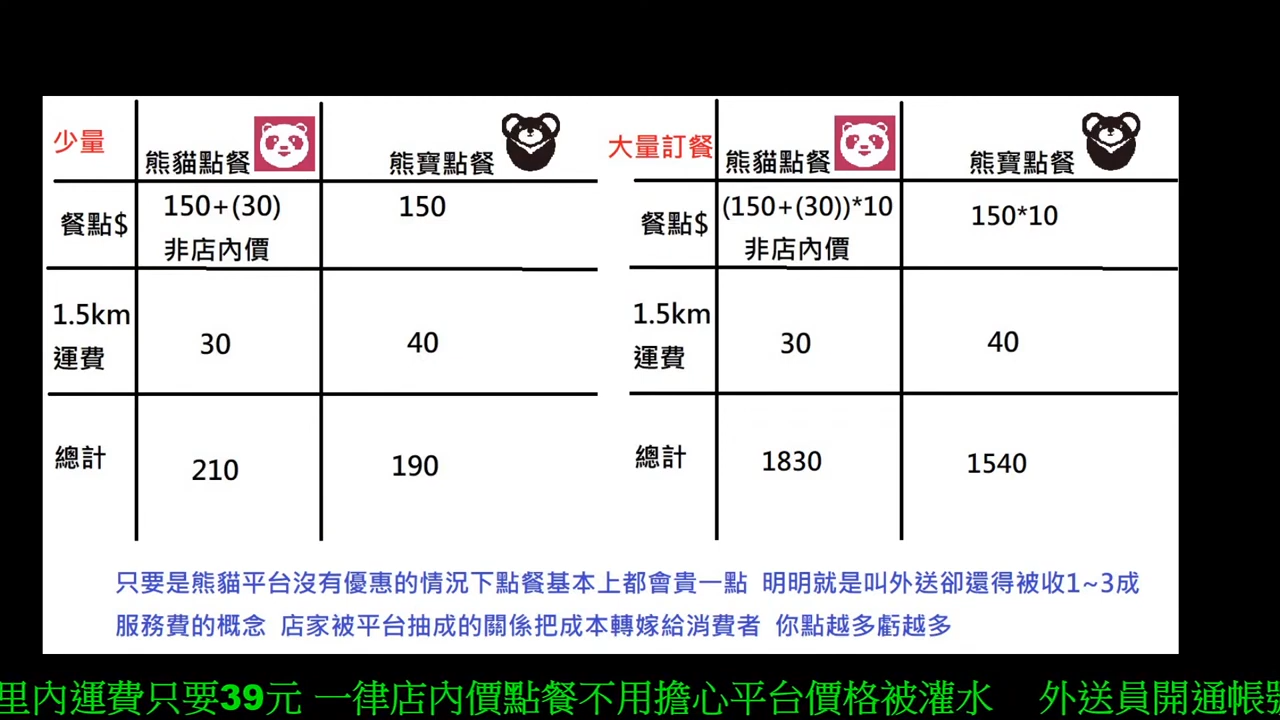 少量
熊貓點餐
熊寶點餐
餐點$
150+(30)
非店內價
150
1.5km
運費
30
40
總計
210
190
大量訂餐
熊貓點餐
熊寶點餐
餐點$
(150+(30))*10
非店內價
150*10
1.5km
運費
30
40
總計
1830
1540
只要是熊貓平台沒有優惠的情況下點餐基本上都會貴一點 明明就是叫外送卻還得被收1~3成
服務費的概念 店家被平台抽成的關係把成本轉嫁給消費者 你點越多虧越多
里內運費只要39元 一律店內價點餐不用擔心平台價格被灌水 外送員開通帳號